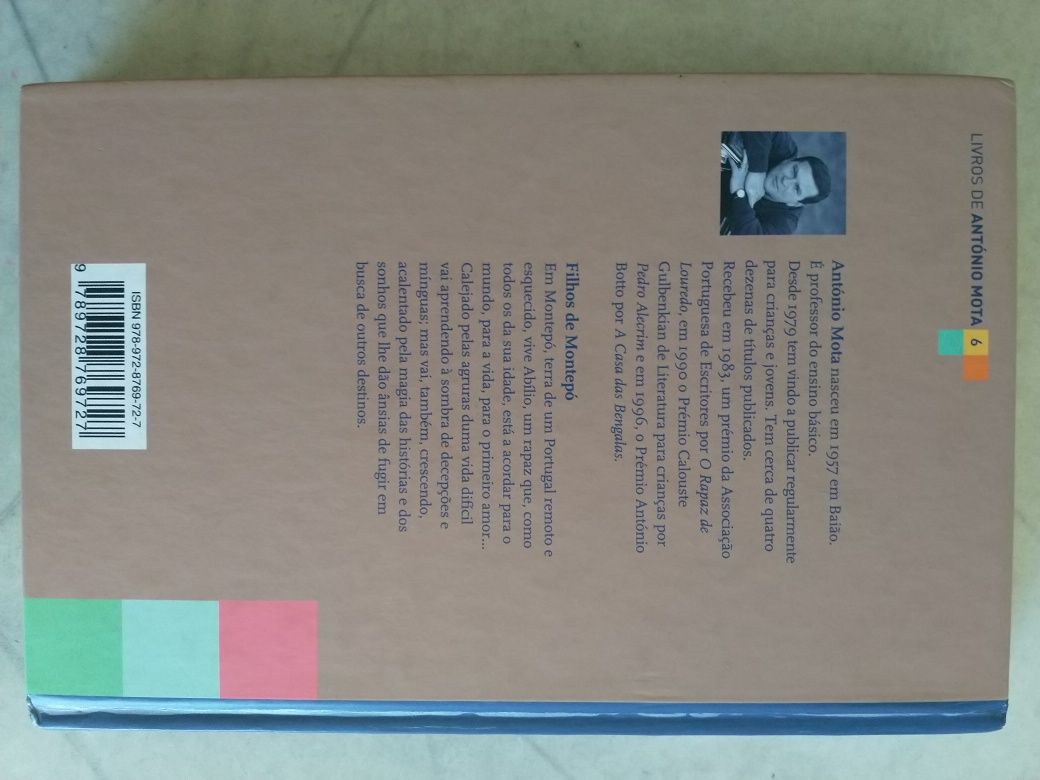 LIVROS DE ANTÓNIO MOTA 6
António Mota nasceu em 1957 em Baião.
É professor do ensino básico.
Desde 1979 tem vindo a publicar regularmente
para crianças e jovens. Tem cerca de quatro
dezenas de títulos publicados.
Recebeu em 1983, um prémio da Associação
Portuguesa de Escritores por O Rapaz de
Louredo, em 1990 o Prémio Calouste
Gulbenkian de Literatura para crianças por
Pedro Alecrim e em 1996, o Prémio António
Botto por A Casa das Bengalas.
Filhos de Montepó
Em Montepó, terra de um Portugal remoto e
esquecido, vive Abílio, um rapaz que, como
todos os da sua idade, está a acordar para o
mundo, para a vida, para o primeiro amor...
Calejado pelas agruras duma vida difícil
vai aprendendo à sombra de decepções e
mínguas; mas vai, também, crescendo,
acalentado pela magia das histórias e dos
sonhos que lhe dão ânsias de fugir em
busca de outros destinos.
ISBN 978-972-8769-72-7
9 789728 769727